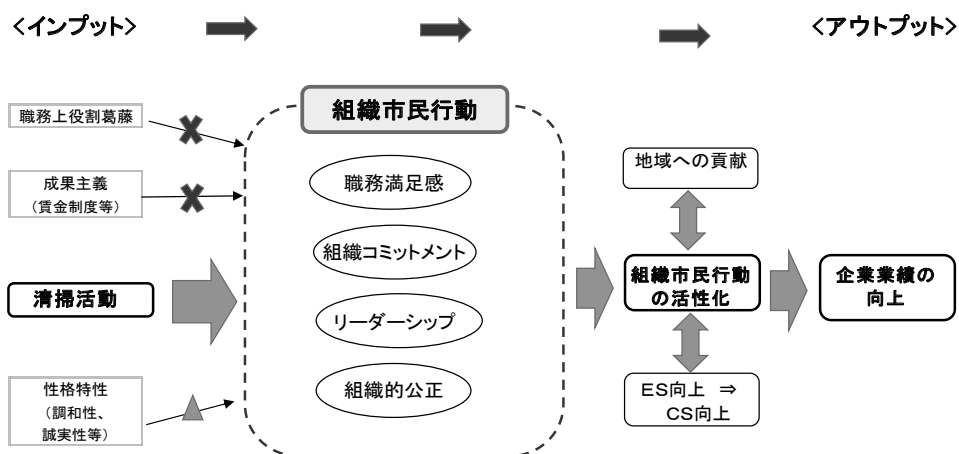 <インプット>
<アウトプット>
職務上役割葛藤
成果主義
（賃金制度等）
清掃活動
性格特性
（調和性、
誠実性等）
組織市民行動
職務満足感
組織コミットメント
リーダーシップ
組織的公正
地域への貢献
組織市民行動
の活性化
ES向上 ⇒
CS向上
企業業績の
向上